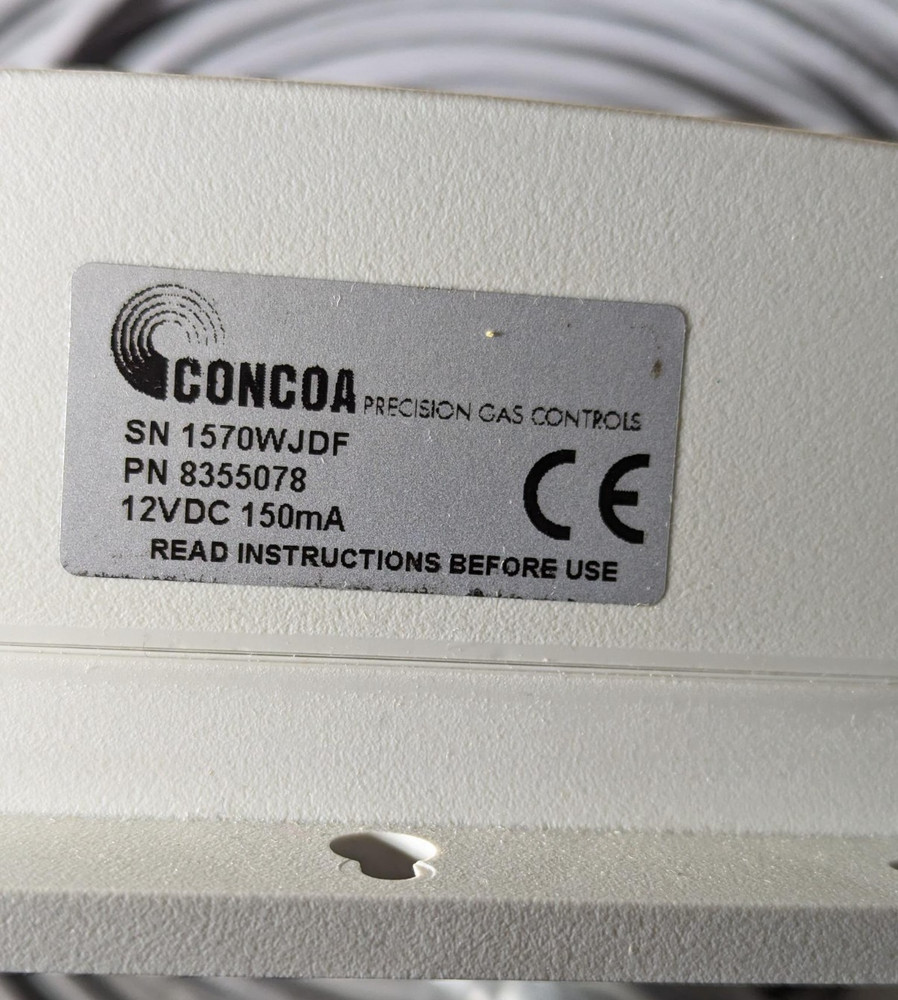 CONCOA PRECISION GAS CONTROLS
SN 1570WJDF
PN 8355078
12VDC 150mA
CE
READ INSTRUCTIONS BEFORE USE